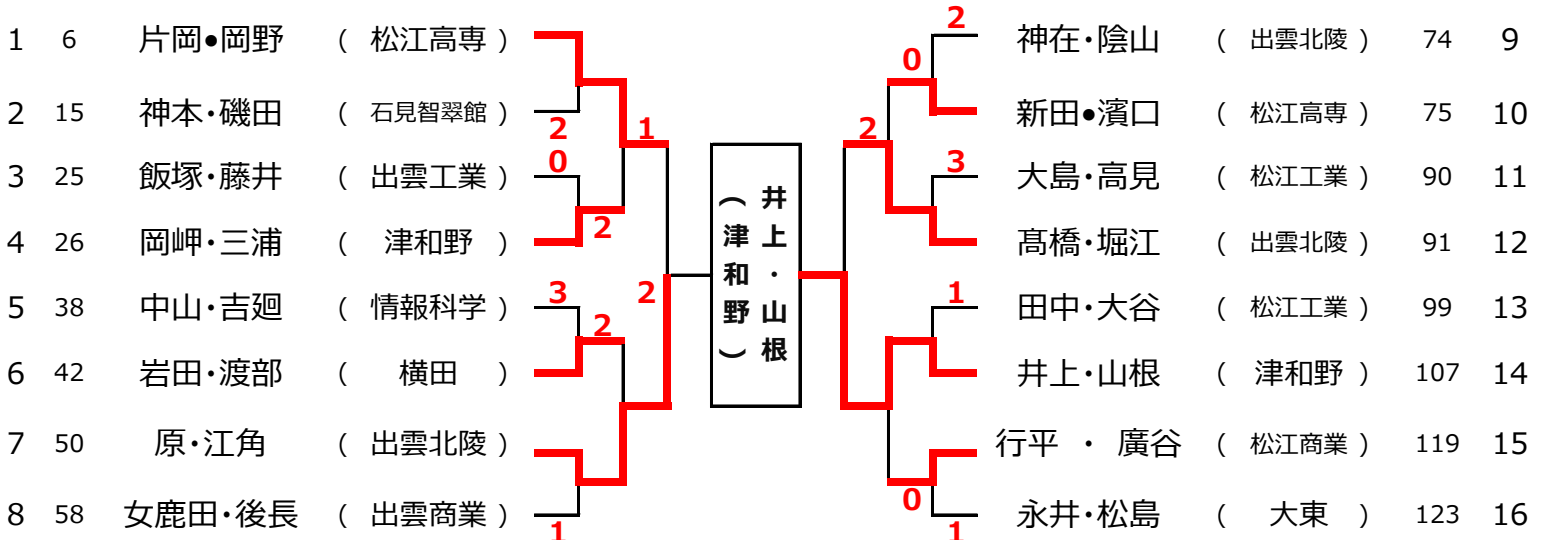 1 6 片岡●岡野 ( 松江高専 )
2 15 神本・磯田 ( 石見智翠館 )
2
1
3 25 飯塚・藤井 ( 出雲工業 )
0
4 26 岡岬・三浦 ( 津和野 )
2
5 38 中山・吉廻 ( 情報科学 )
3
2
6 42 岩田・渡部 ( 横田 )
2
7 50 原・江角 ( 出雲北陵 )
8 58 女鹿田・後長 ( 出雲商業 )
1
井上・山根
(津和野)
2
神在・陰山 ( 出雲北陵 ) 74 9
0
新田●濱口 ( 松江高専 ) 75 10
2
3
大島・高見 ( 松江工業 ) 90 11
髙橋・堀江 ( 出雲北陵 ) 91 12
1
田中・大谷 ( 松江工業 ) 99 13
井上・山根 ( 津和野 ) 107 14
行平 ・ 廣谷 ( 松江商業 ) 119 15
0
永井・松島 ( 大東 ) 123 16
1